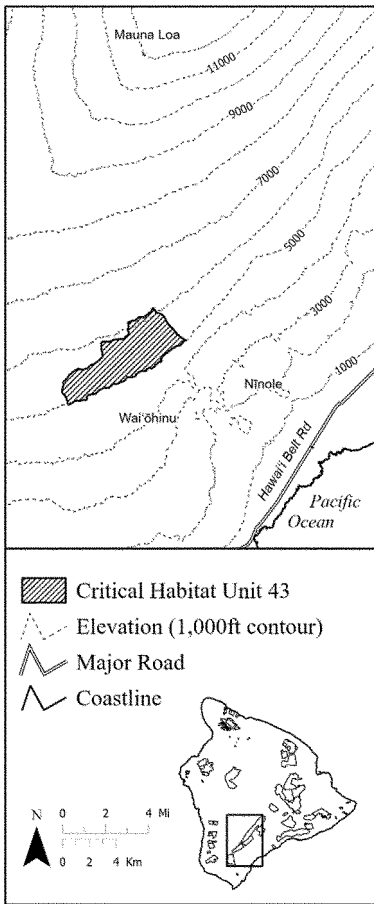 Mauna Loa
11000
9000
7000
5000
3000
Nīnole
1000
Wai‘ōhinu
Hawai‘i Belt Rd
Pacific
Ocean
Critical Habitat Unit 43
Elevation (1,000ft contour)
Major Road
Coastline
N
0 2 4 Mi
0 2 4 Km